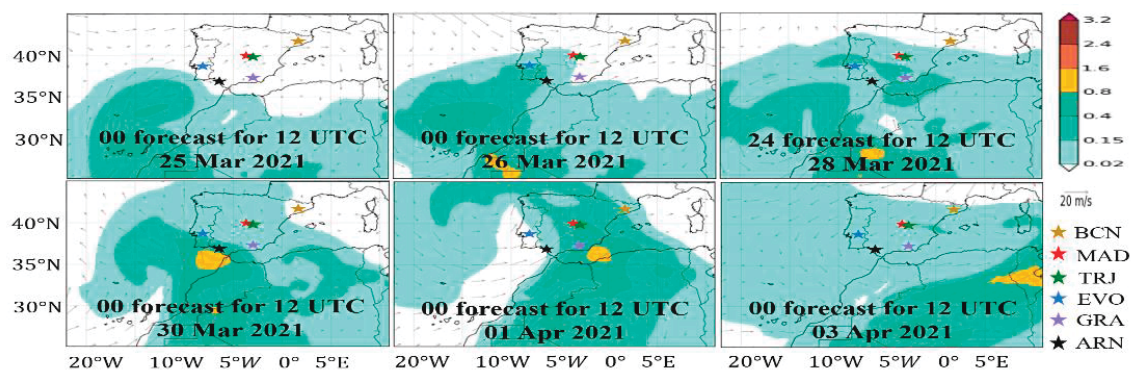 40°N
35°N
30°N
00 forecast for 12 UTC
25 Mar 2021
00 forecast for 12 UTC
26 Mar 2021
24 forecast for 12 UTC
28 Mar 2021
3.2
2.4
1.6
0.8
0.15
0.02
20 m/s
40°N
35°N
30°N
00 forecast for 12 UTC
30 Mar 2021
00 forecast for 12 UTC
01 Apr 2021
00 forecast for 12 UTC
03 Apr 2021
BCN
MAD
TRJ
EVO
GRA
ARN
20°W 10°W 5°W 0° 5°E
20°W 10°W 5°W 0° 5°E
20°W 10°W 5°W 0° 5°E